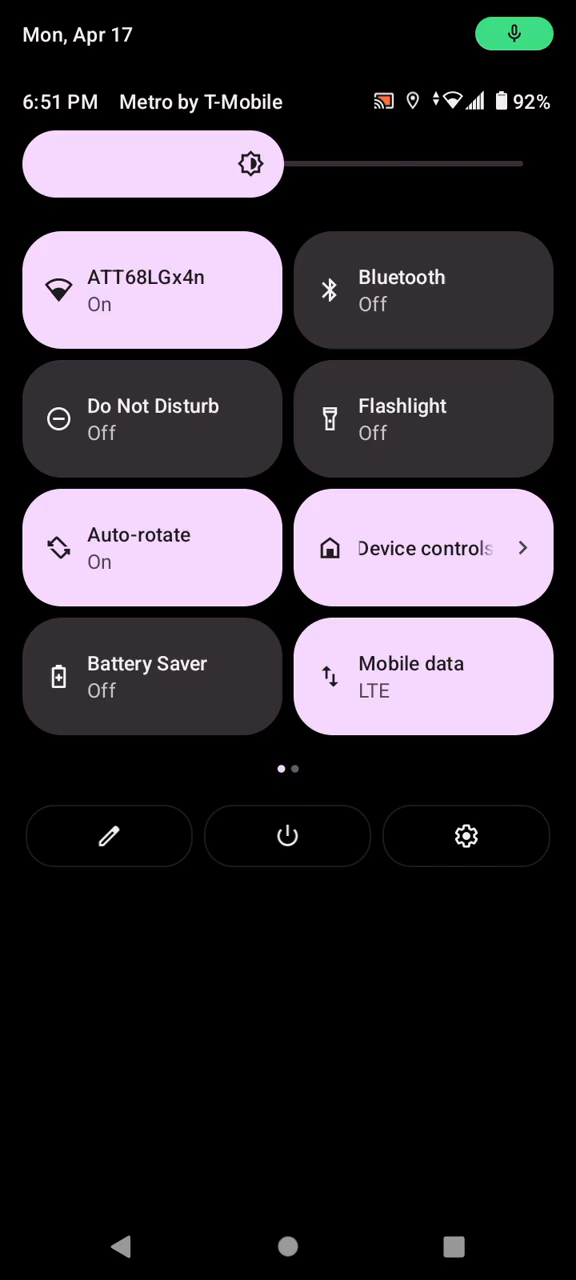 Mon, Apr 17
6:51 PM Metro by T-Mobile 92%
ATT68LGx4n
On
Bluetooth
Off
Do Not Disturb
Off
Flashlight
Off
Auto-rotate
On
Device controls
Battery Saver
Off
Mobile data
LTE